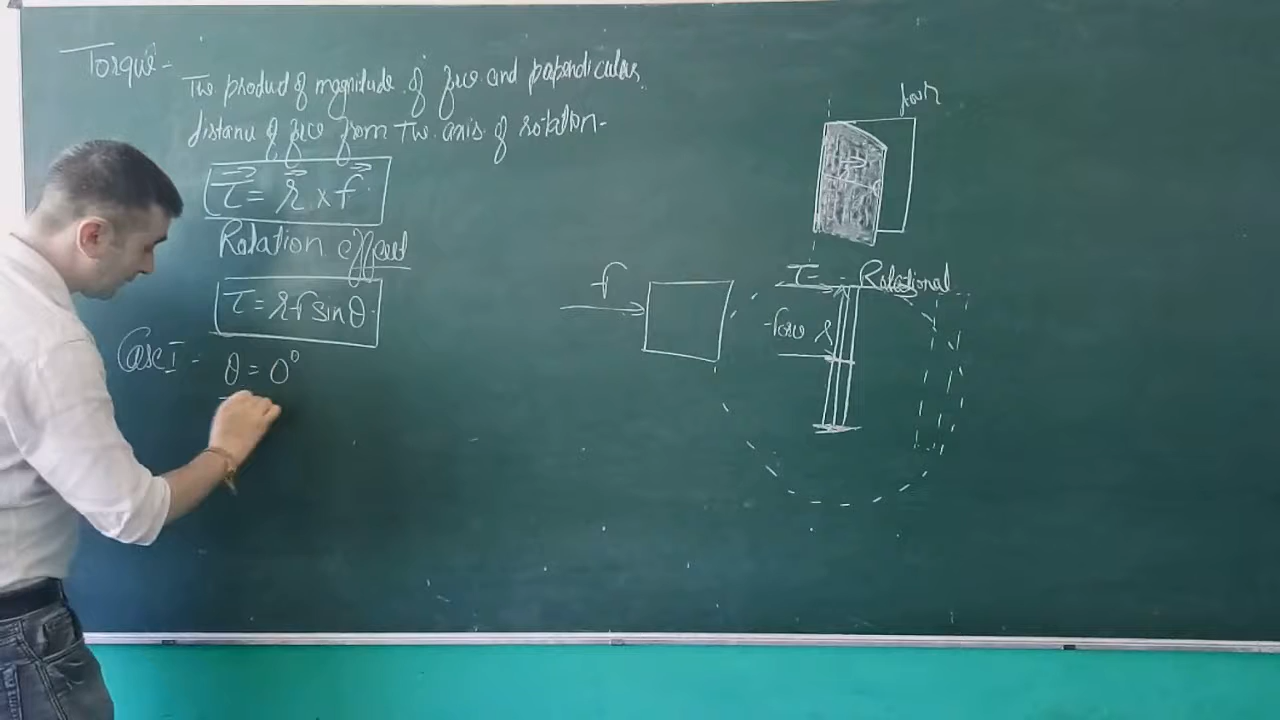 Torque -
The product of magnitude of force and perpendicular
distance of force from the axis of rotation-
τ = r x f
Rotation effect
τ = rf sin θ
Case I - θ = 0°
f
τ - Rotational
force r